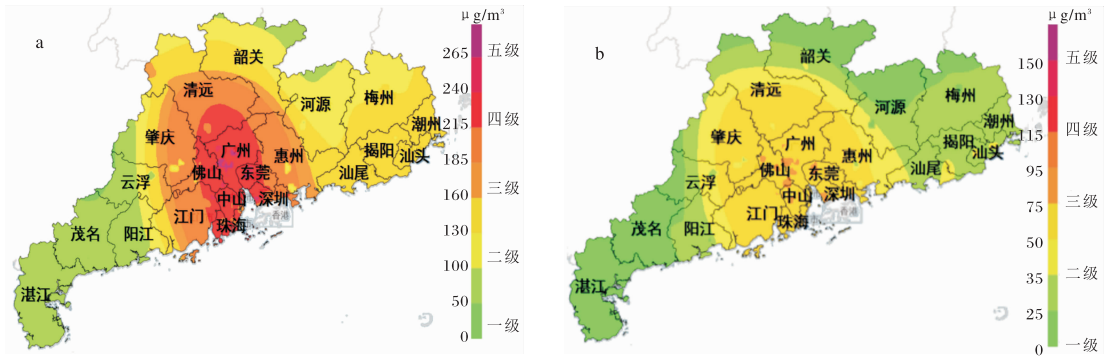 a
μg/m³
五级
265
240
四级
215
185
三级
160
130
二级
100
50
一级
0
韶关
清远
河源
梅州
潮州
肇庆
广州
惠州
揭阳
汕头
佛山
东莞
汕尾
云浮
中山
深圳
江门
香港
茂名
阳江
珠海
湛江
b
μg/m³
五级
150
130
四级
115
95
三级
75
50
二级
35
25
一级
0
韶关
清远
河源
梅州
潮州
肇庆
广州
惠州
揭阳
汕头
佛山
东莞
汕尾
云浮
中山
深圳
江门
香港
茂名
阳江
珠海
湛江